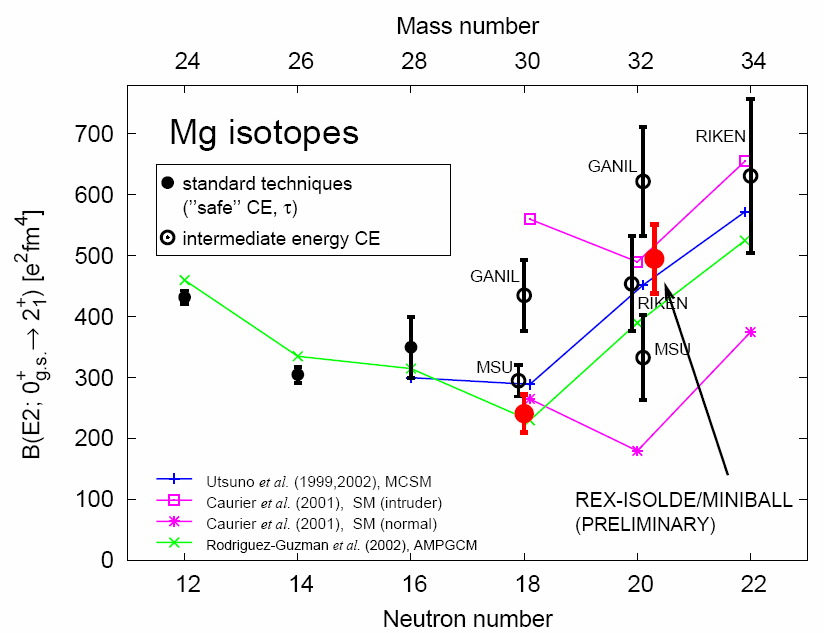 Mass number
24 26 28 30 32 34
Mg isotopes
standard techniques
("safe" CE, τ)
intermediate energy CE
B(E2; 0⁺g.s.→ 2⁺₁) [e²fm⁴]
700
600
500
400
300
200
100
0
RIKEN
GANIL
GANIL
RIKEN
MSU
MSU
Utsuno et al. (1999,2002), MCSM
Caurier et al. (2001), SM (intruder)
Caurier et al. (2001), SM (normal)
Rodriguez-Guzman et al. (2002), AMPGCM
REX-ISOLDE/MINIBALL
(PRELIMINARY)
12 14 16 18 20 22
Neutron number